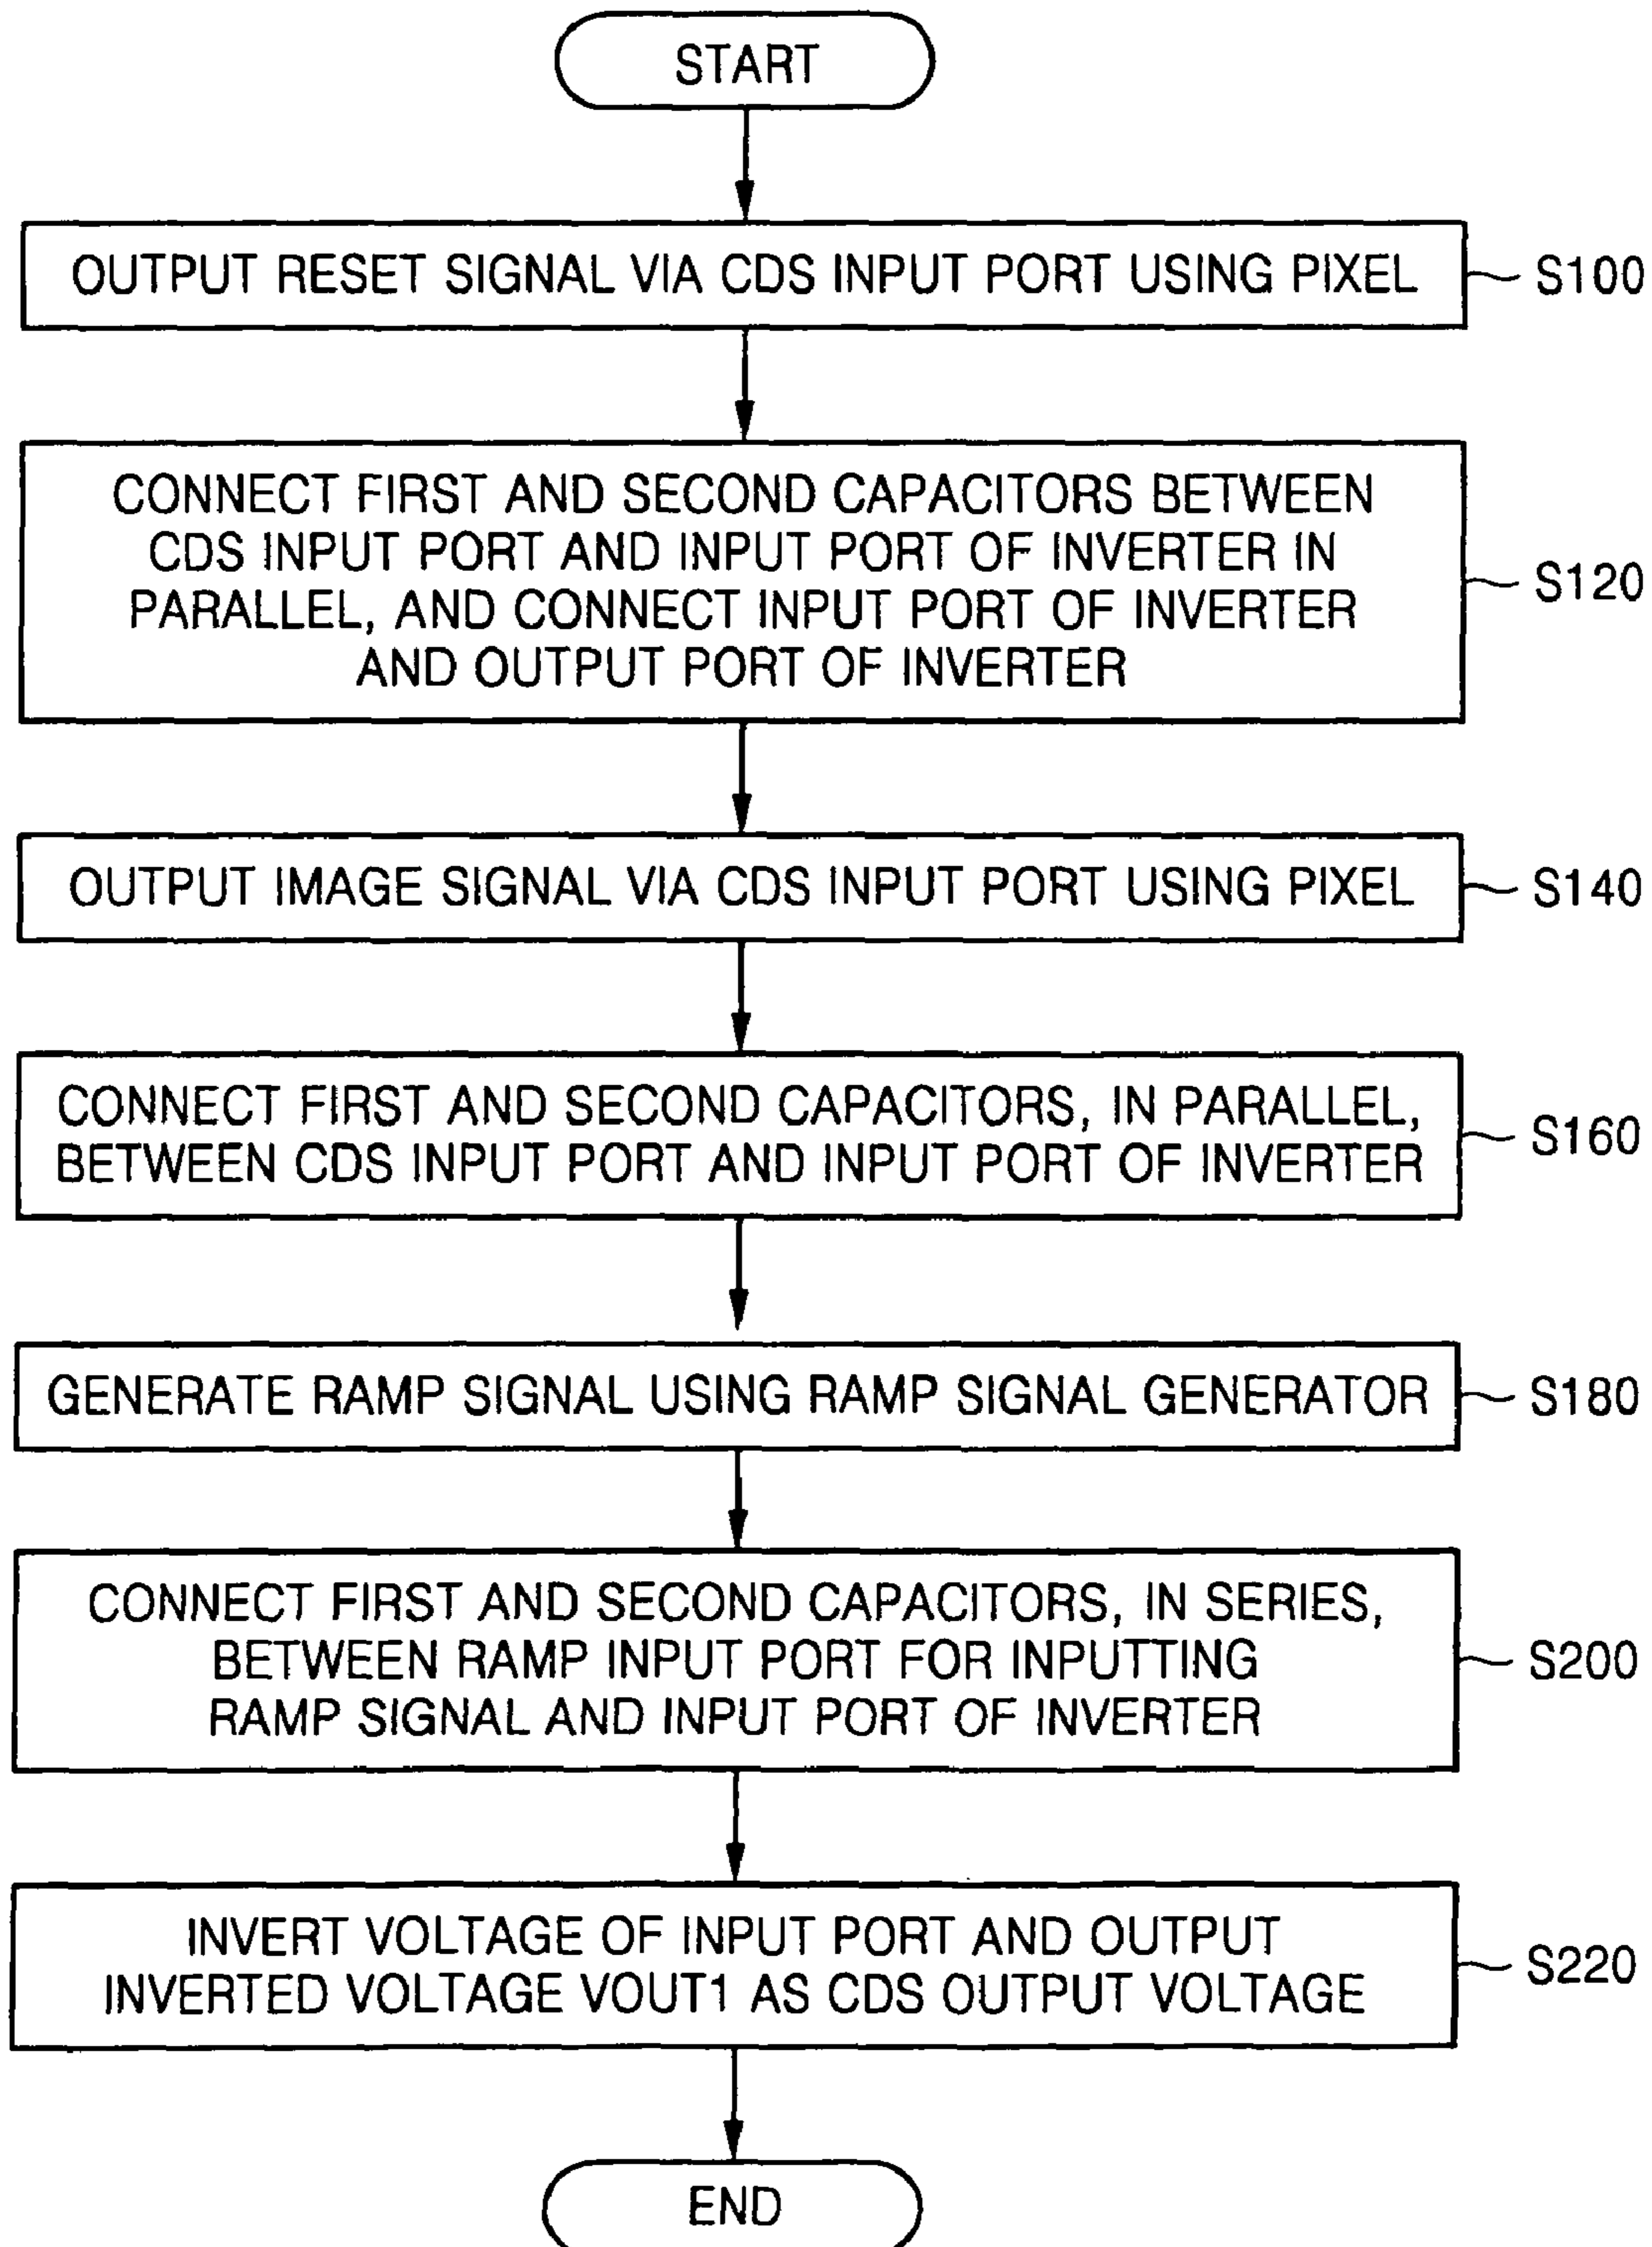 START
OUTPUT RESET SIGNAL VIA CDS INPUT PORT USING PIXEL
S100
CONNECT FIRST AND SECOND CAPACITORS BETWEEN
CDS INPUT PORT AND INPUT PORT OF INVERTER IN
PARALLEL, AND CONNECT INPUT PORT OF INVERTER
AND OUTPUT PORT OF INVERTER
S120
OUTPUT IMAGE SIGNAL VIA CDS INPUT PORT USING PIXEL
S140
CONNECT FIRST AND SECOND CAPACITORS, IN PARALLEL,
BETWEEN CDS INPUT PORT AND INPUT PORT OF INVERTER
S160
GENERATE RAMP SIGNAL USING RAMP SIGNAL GENERATOR
S180
CONNECT FIRST AND SECOND CAPACITORS, IN SERIES,
BETWEEN RAMP INPUT PORT FOR INPUTTING
RAMP SIGNAL AND INPUT PORT OF INVERTER
S200
INVERT VOLTAGE OF INPUT PORT AND OUTPUT
INVERTED VOLTAGE VOUT1 AS CDS OUTPUT VOLTAGE
S220
END